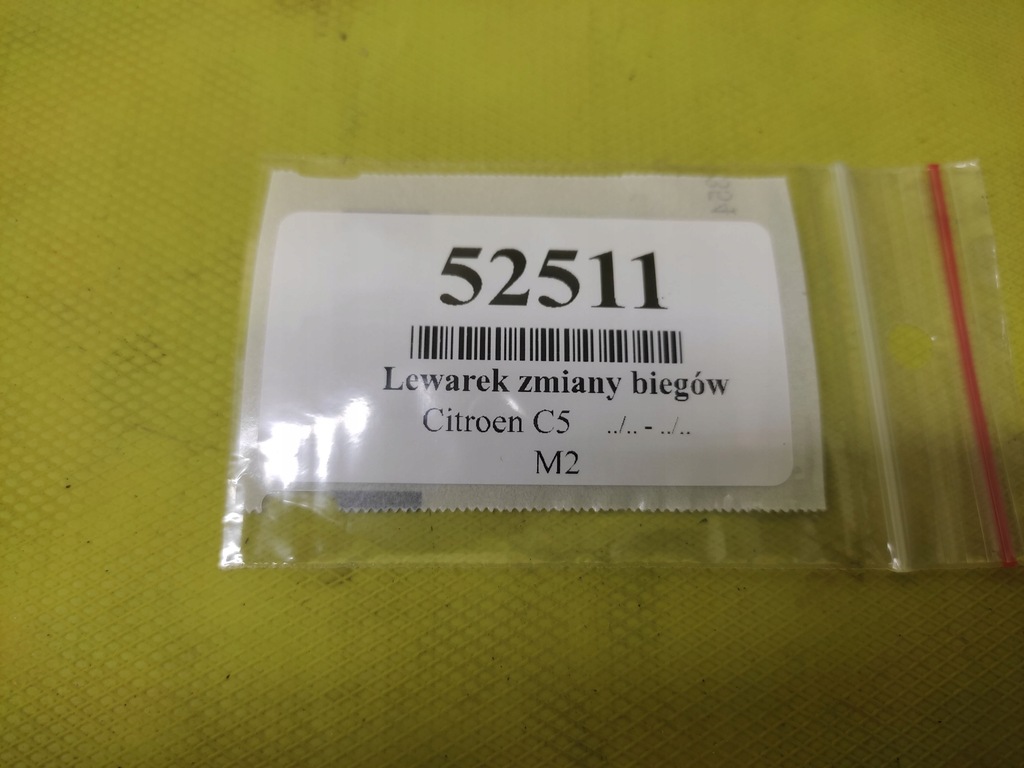 52511
Lewarek zmiany biegów
Citroen C5 ../.. - ../..
M2